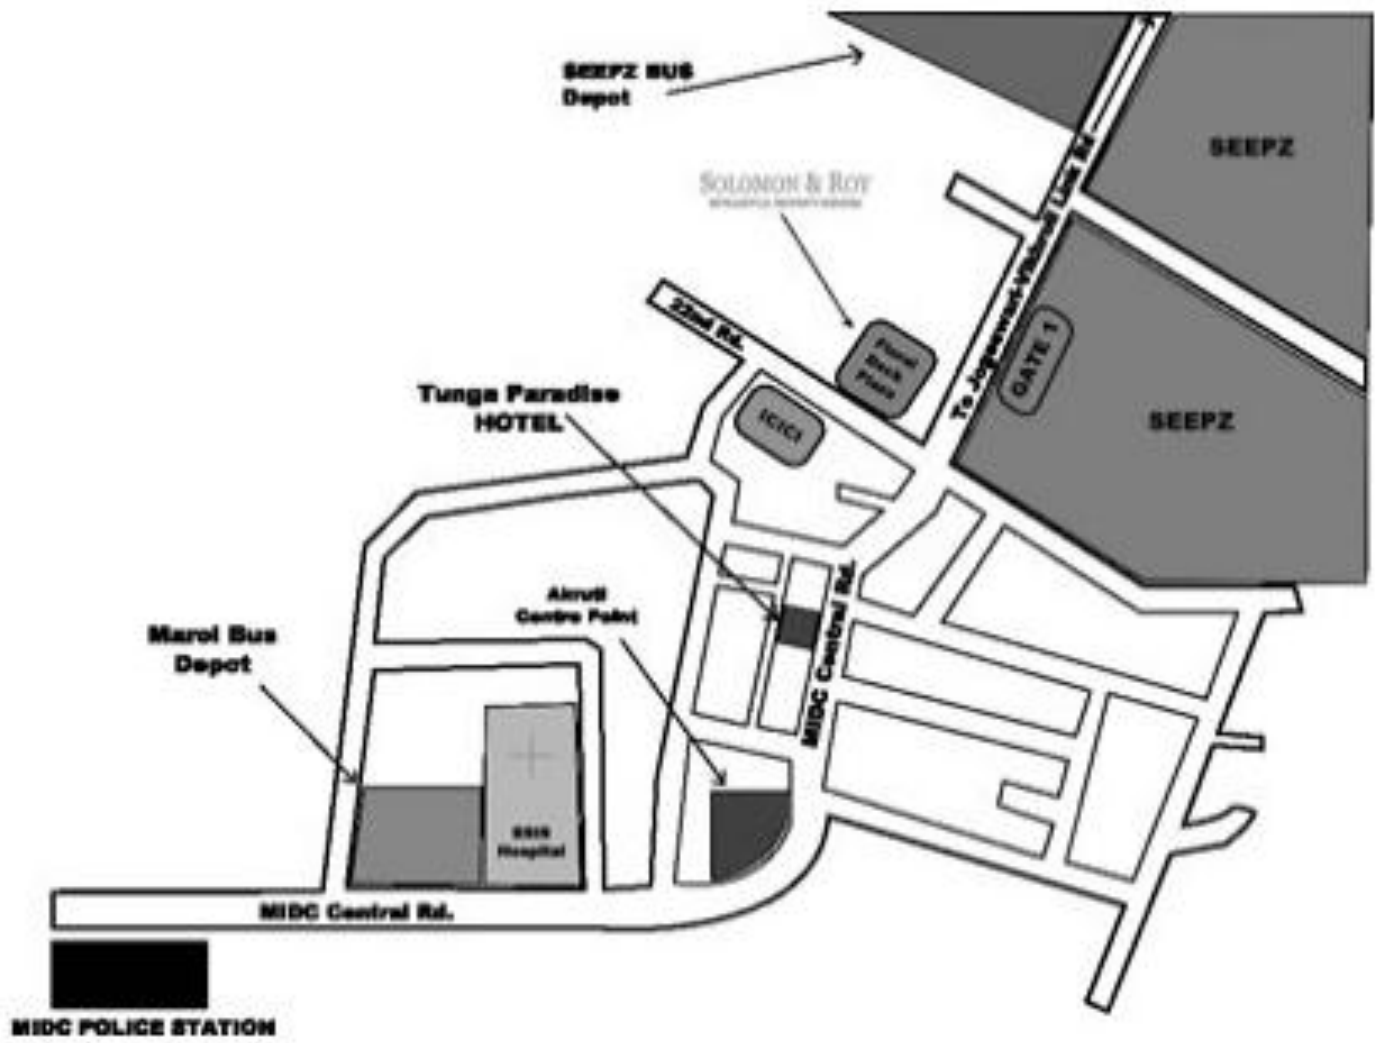 SEEPZ BUS
Depot
SEEPZ
SOLOMON & ROY
To Jogeswari-Vikhroli Link Rd
22nd Rd.
Floral
Deck
Plaza
GATE 1
Tunga Paradise
HOTEL
ICICI
SEEPZ
Akruti
Centre Point
MIDC Central Rd.
Marol Bus
Depot
ESIS
Hospital
MIDC Central Rd.
MIDC POLICE STATION